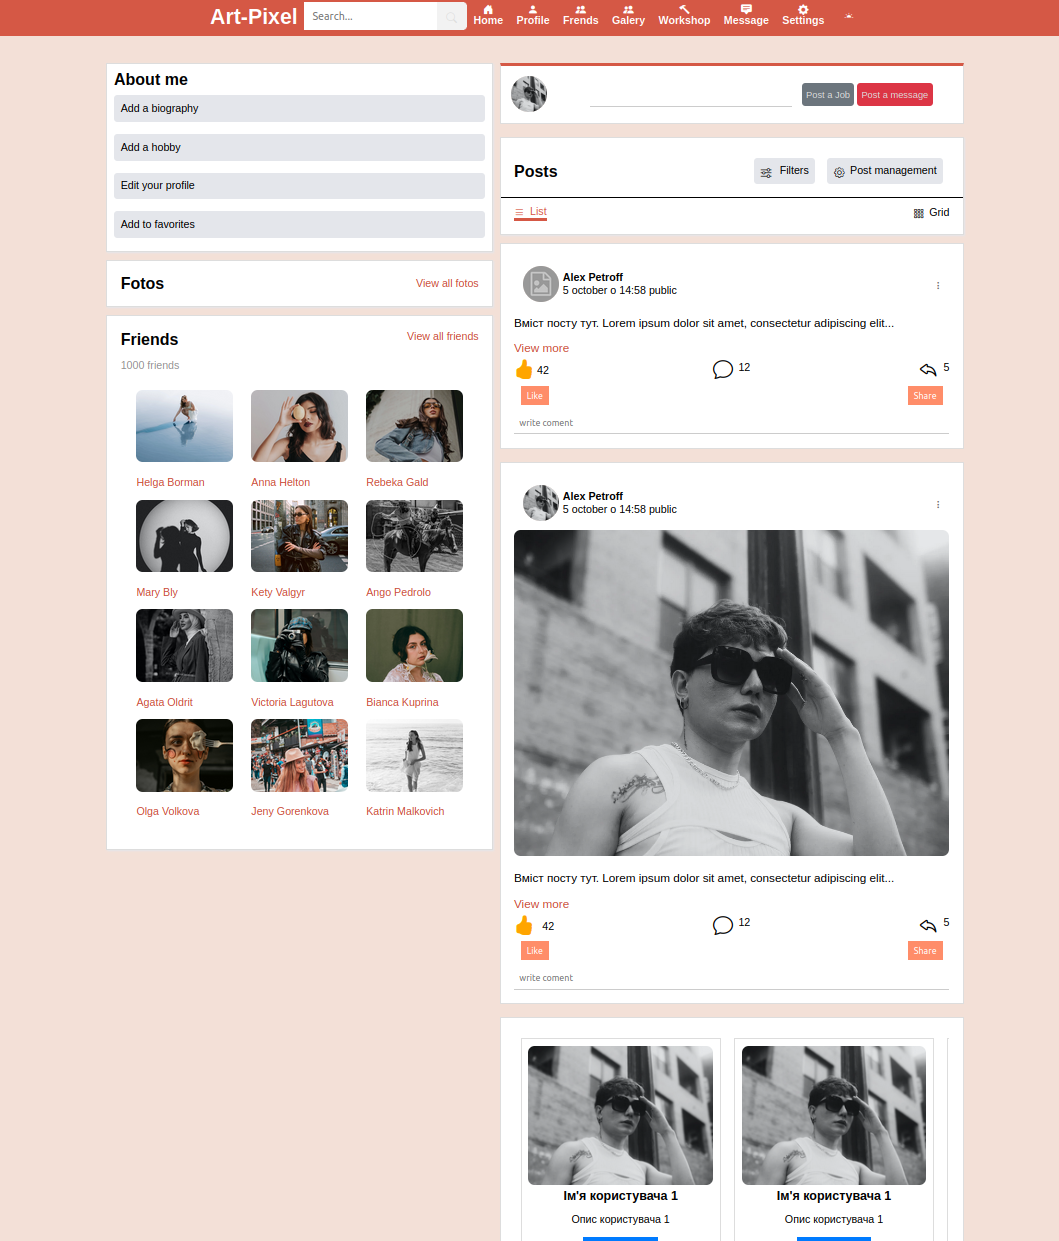 Art-Pixel
Search...
Home Profile Frends Galery Workshop Message Settings
About me
Add a biography
Add a hobby
Edit your profile
Add to favorites
Fotos
View all fotos
Friends
View all friends
1000 friends
Helga Borman
Anna Helton
Rebeka Gald
Mary Bly
Kety Valgyr
Ango Pedrolo
Agata Oldrit
Victoria Lagutova
Bianca Kuprina
Olga Volkova
Jeny Gorenkova
Katrin Malkovich
Post a Job
Post a message
Posts
Filters
Post management
List
Grid
Alex Petroff
5 october o 14:58 public
Вміст посту тут. Lorem ipsum dolor sit amet, consectetur adipiscing elit...
View more
42
12
5
Like
Share
write coment
Alex Petroff
5 october o 14:58 public
Вміст посту тут. Lorem ipsum dolor sit amet, consectetur adipiscing elit...
View more
42
12
5
Like
Share
write coment
Ім'я користувача 1
Опис користувача 1
Ім'я користувача 1
Опис користувача 1